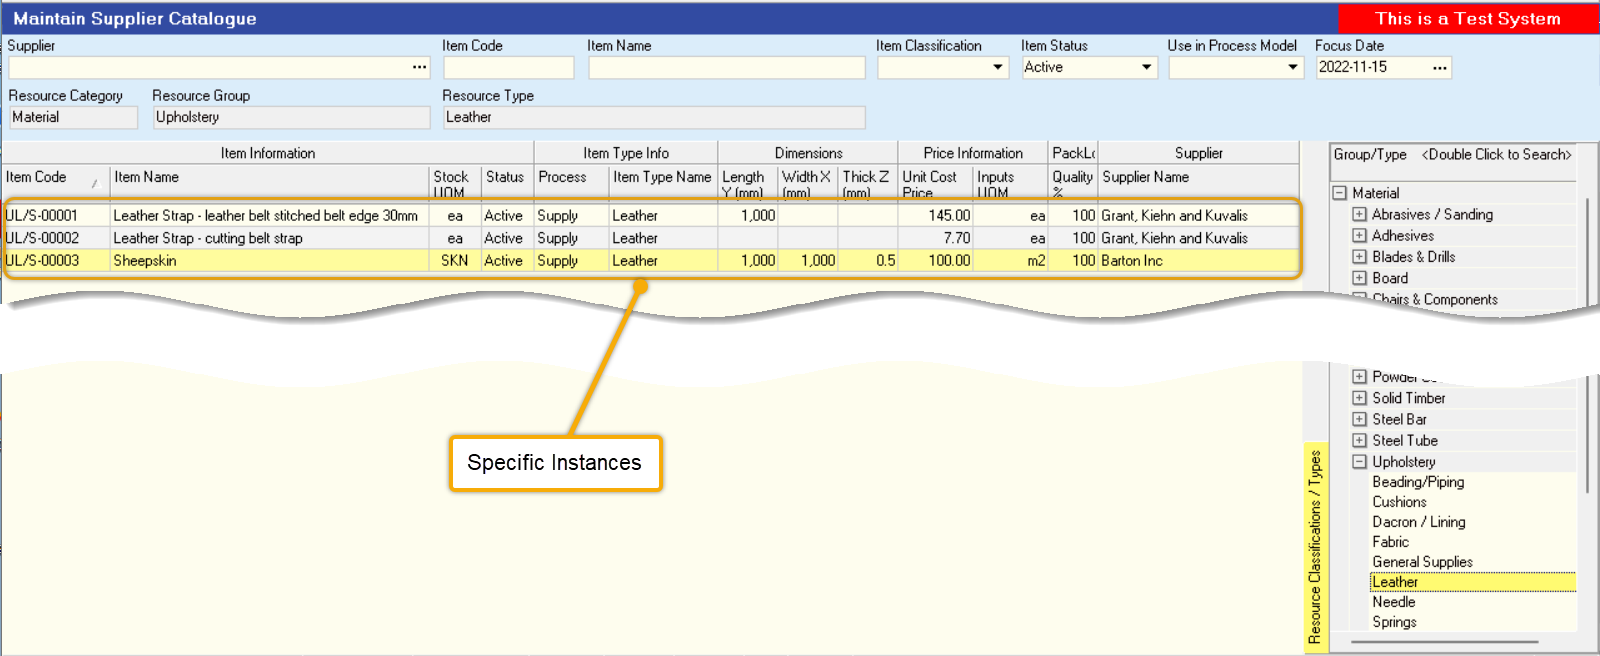 Maintain Supplier Catalogue This is a Test System
Supplier Item Code Item Name Item Classification Item Status Use in Process Model Focus Date
... Active 2022-11-15 ...
Resource Category Resource Group Resource Type
Material Upholstery Leather
Item Information Item Type Info Dimensions Price Information PackLo Supplier
Item Code Item Name Stock UOM Status Process Item Type Name Length Y (mm) Width X (mm) Thick Z (mm) Unit Cost Price Inputs UOM Quality % Supplier Name
UL/S-00001 Leather Strap - leather belt stitched belt edge 30mm ea Active Supply Leather 1,000 145.00 ea 100 Grant, Kiehn and Kuvalis
UL/S-00002 Leather Strap - cutting belt strap ea Active Supply Leather 7.70 ea 100 Grant, Kiehn and Kuvalis
UL/S-00003 Sheepskin SKN Active Supply Leather 1,000 1,000 0.5 100.00 m2 100 Barton Inc
Specific Instances
Resource Classifications / Types
Group/Type <Double Click to Search>
Material
Abrasives / Sanding
Adhesives
Blades & Drills
Board
Chairs & Components
Powder
Solid Timber
Steel Bar
Steel Tube
Upholstery
Beading/Piping
Cushions
Dacron / Lining
Fabric
General Supplies
Leather
Needle
Springs